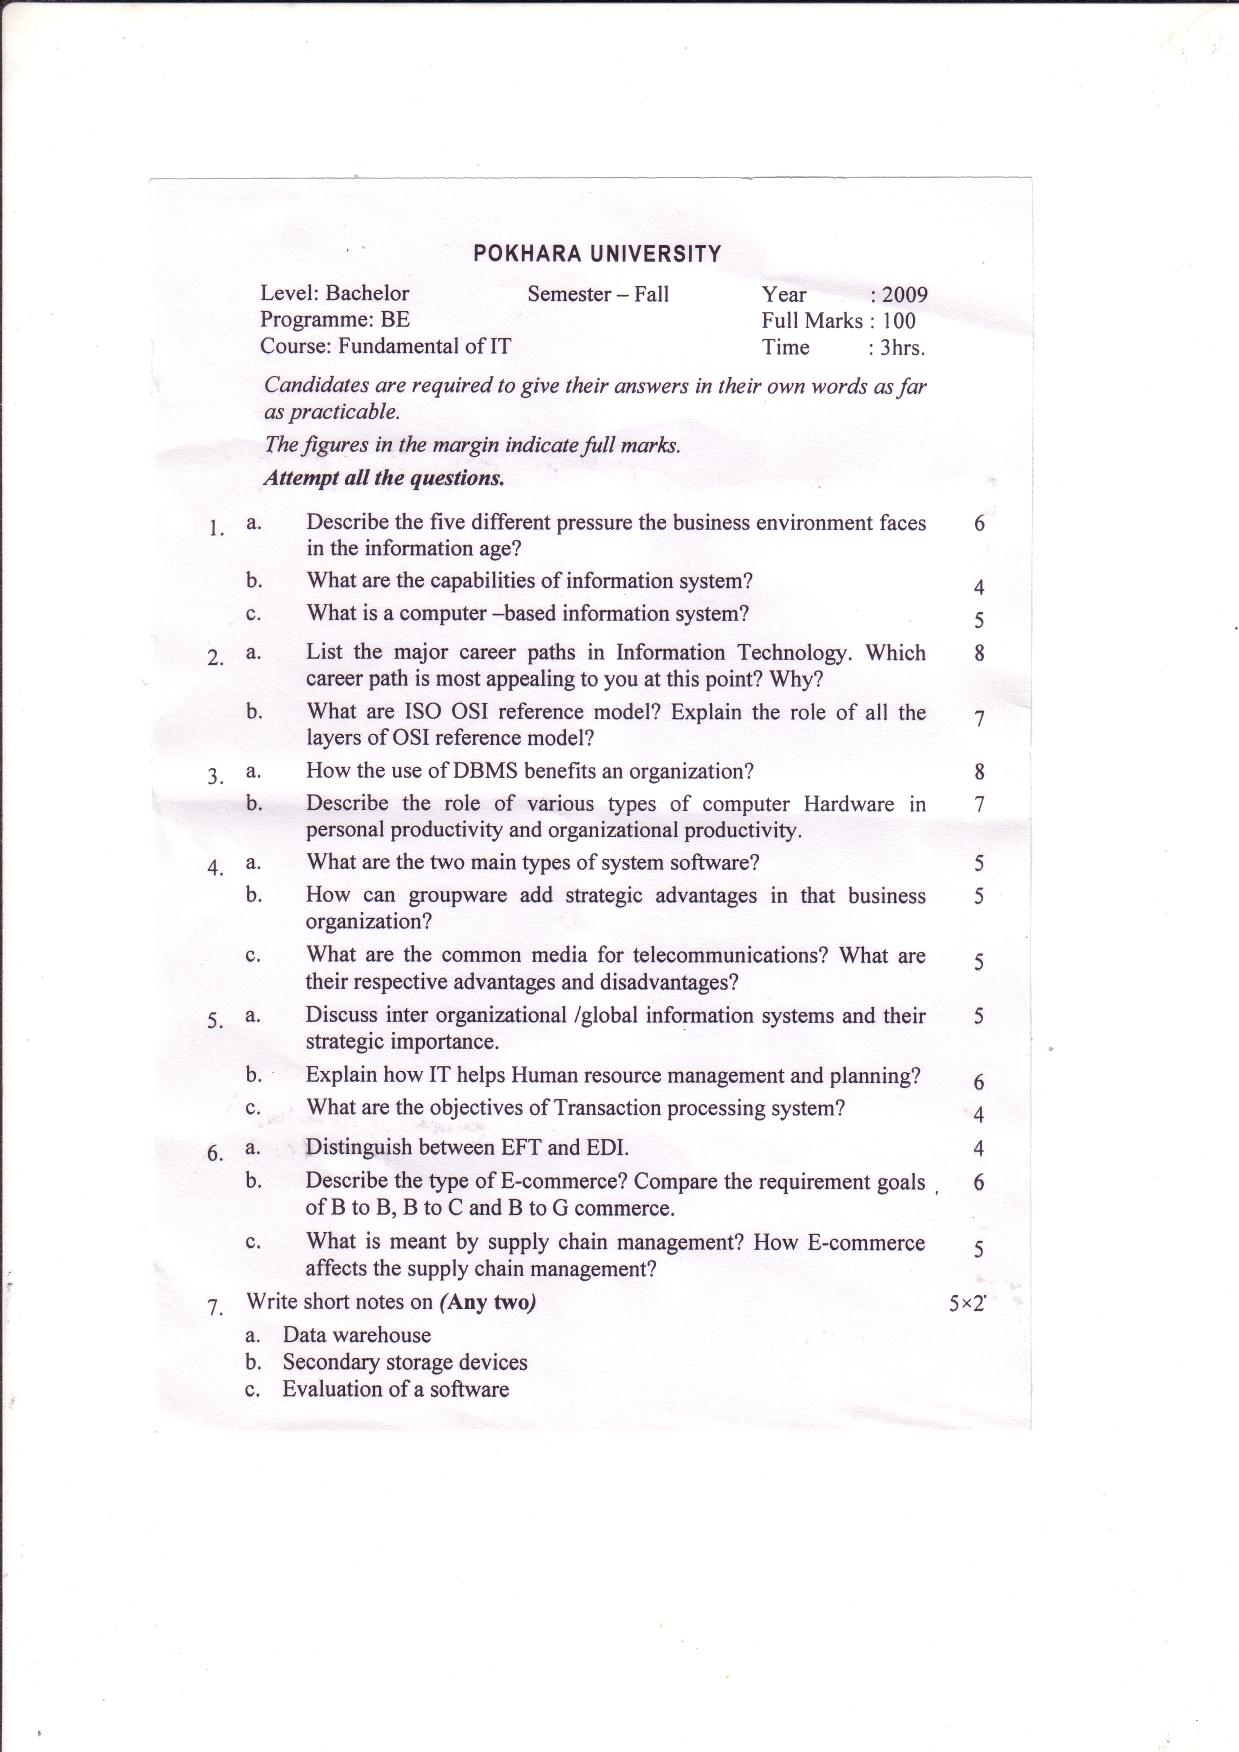 POKHARA UNIVERSITY
Level: Bachelor Semester – Fall Year : 2009
Programme: BE Full Marks : 100
Course: Fundamental of IT Time : 3hrs.
Candidates are required to give their answers in their own words as far
as practicable.
The figures in the margin indicate full marks.
Attempt all the questions.
1. a. Describe the five different pressure the business environment faces 6
in the information age?
b. What are the capabilities of information system? 4
c. What is a computer –based information system? 5
2. a. List the major career paths in Information Technology. Which 8
career path is most appealing to you at this point? Why?
b. What are ISO OSI reference model? Explain the role of all the 7
layers of OSI reference model?
3. a. How the use of DBMS benefits an organization? 8
b. Describe the role of various types of computer Hardware in 7
personal productivity and organizational productivity.
4. a. What are the two main types of system software? 5
b. How can groupware add strategic advantages in that business 5
organization?
c. What are the common media for telecommunications? What are 5
their respective advantages and disadvantages?
5. a. Discuss inter organizational /global information systems and their 5
strategic importance.
b. Explain how IT helps Human resource management and planning? 6
c. What are the objectives of Transaction processing system? 4
6. a. Distinguish between EFT and EDI. 4
b. Describe the type of E-commerce? Compare the requirement goals 6
of B to B, B to C and B to G commerce.
c. What is meant by supply chain management? How E-commerce 5
affects the supply chain management?
7. Write short notes on (Any two) 5×2
a. Data warehouse
b. Secondary storage devices
c. Evaluation of a software